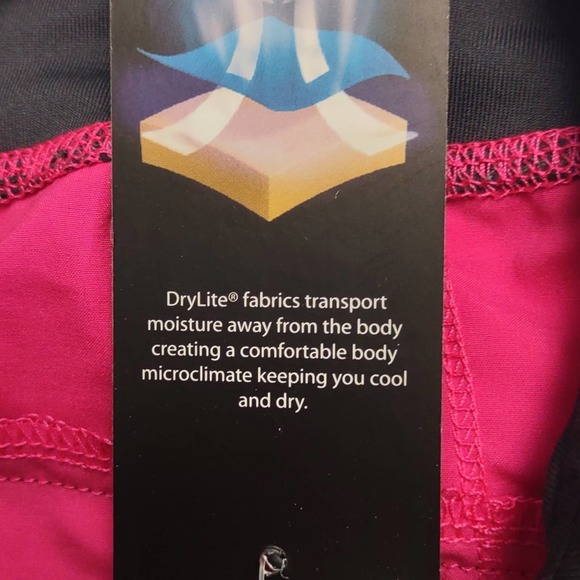 DryLite® fabrics transport
moisture away from the body
creating a comfortable body
microclimate keeping you cool
and dry.